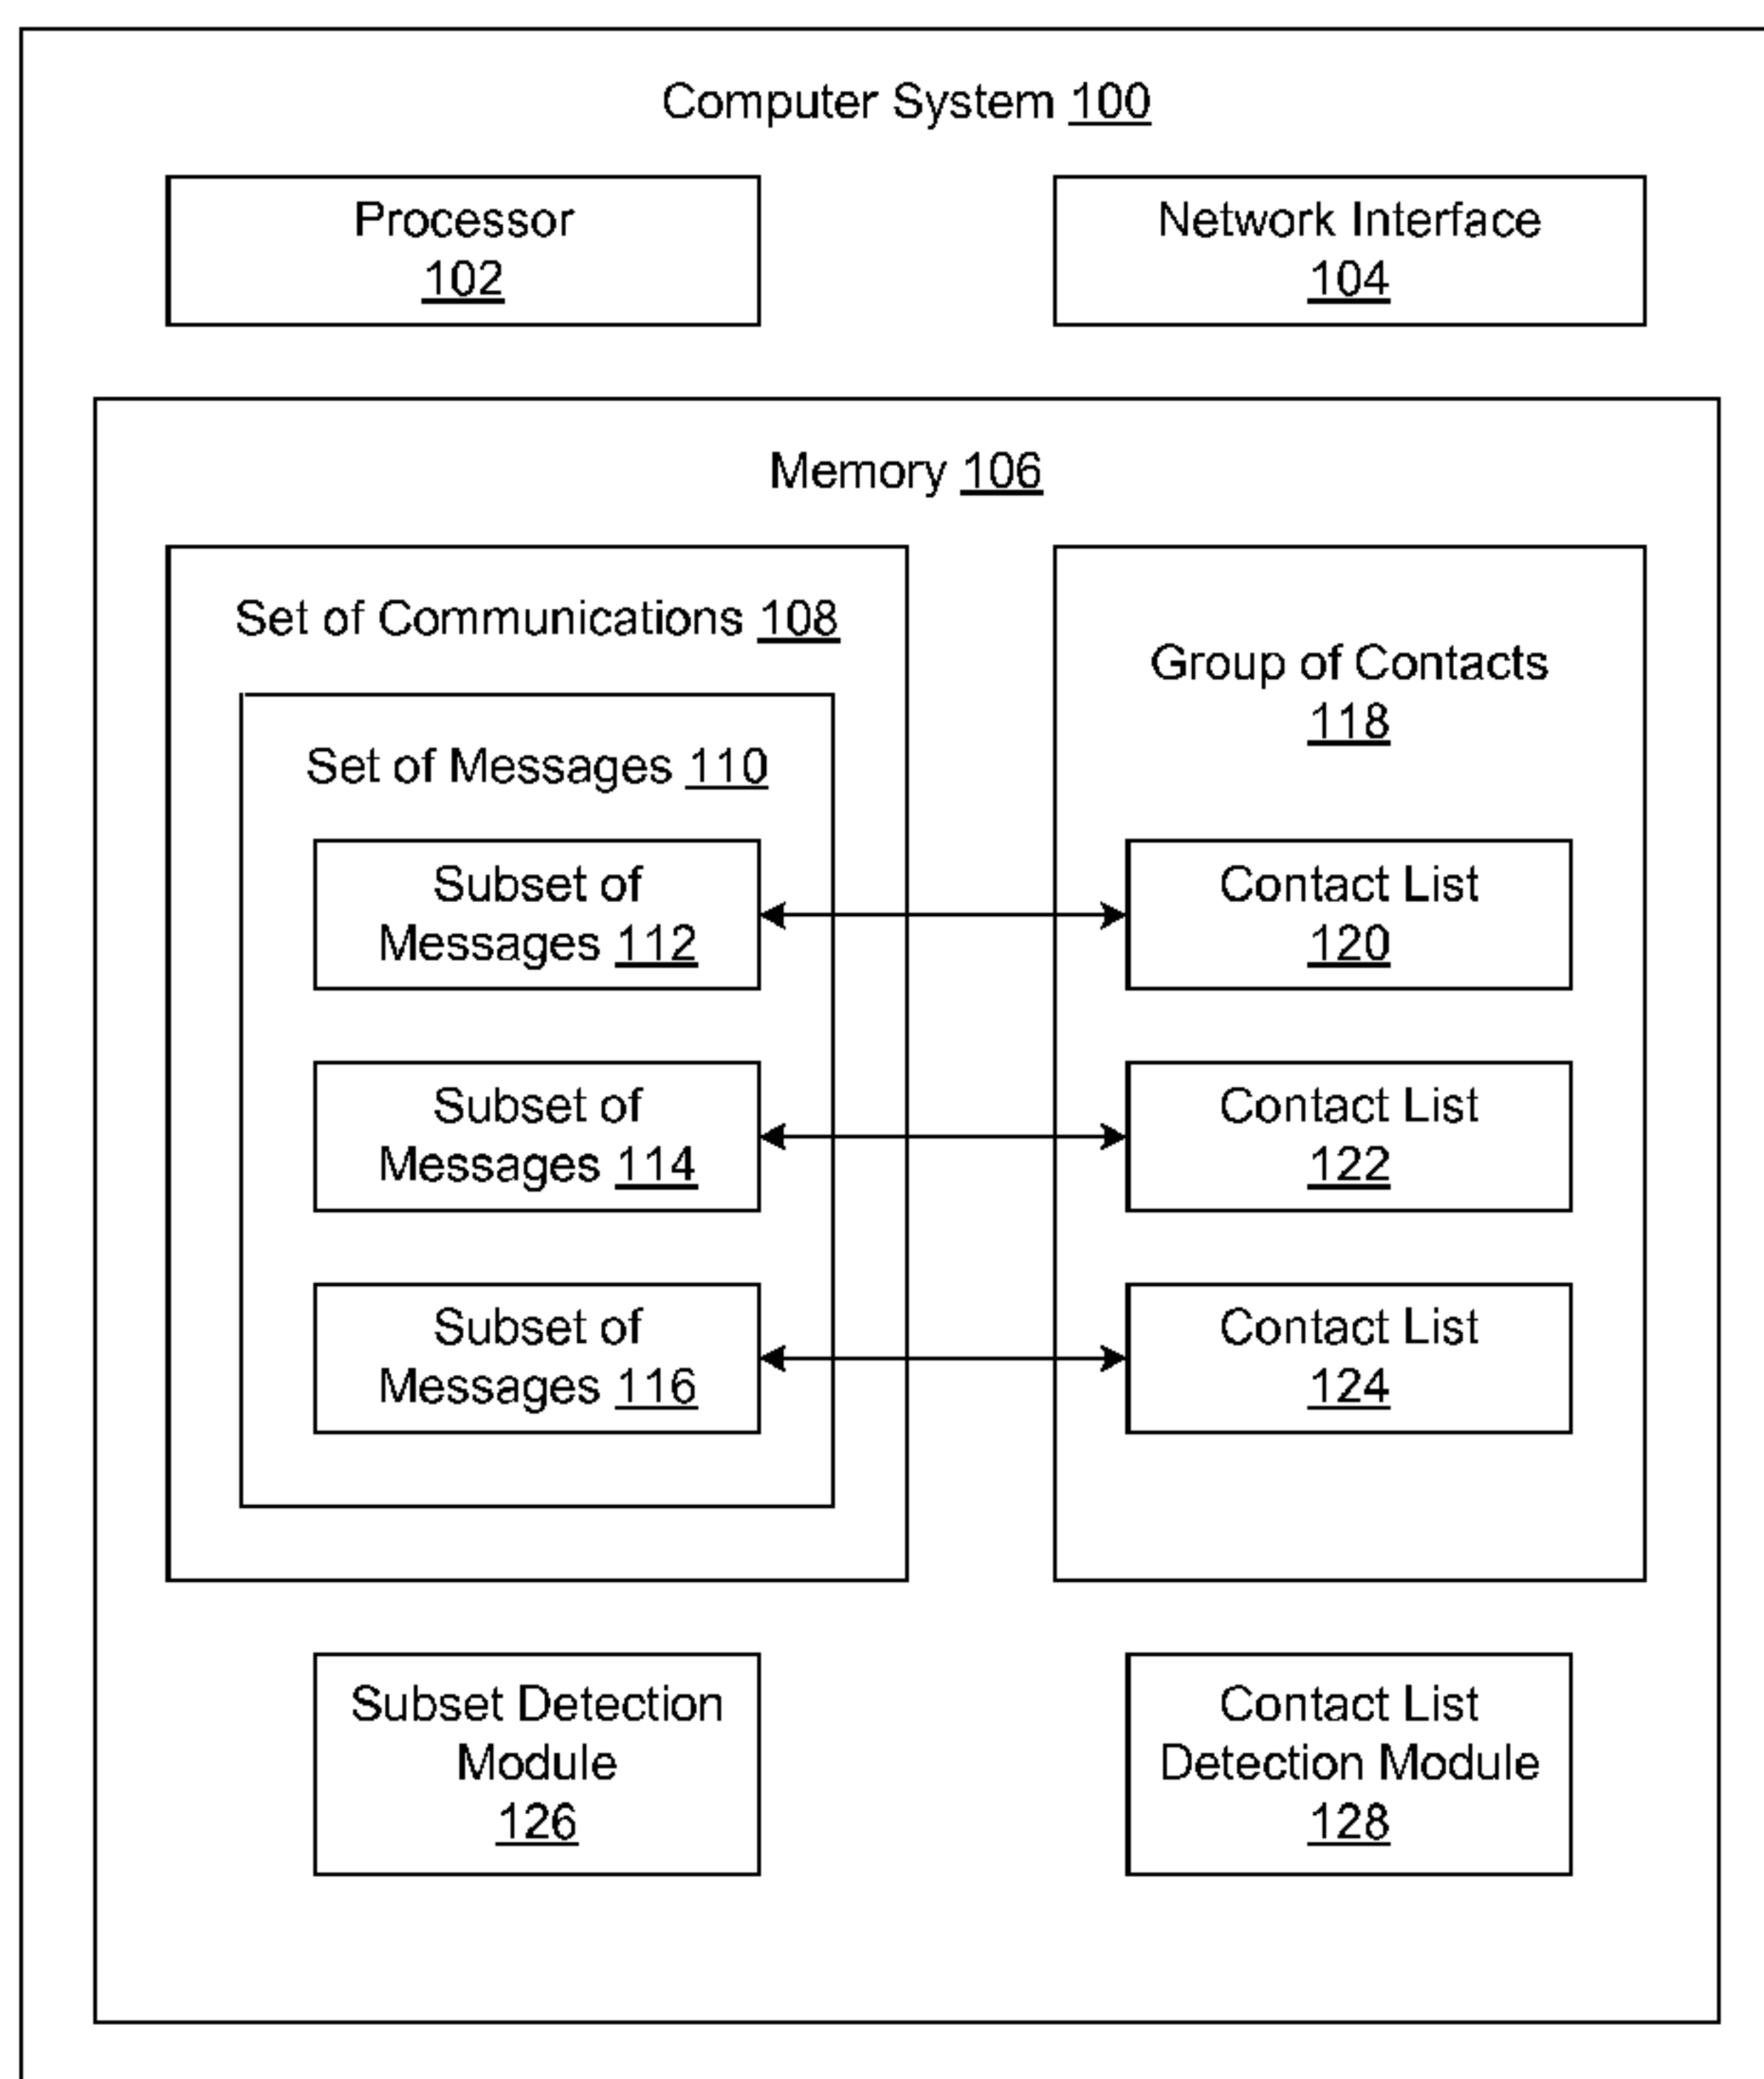 Computer System 100
Processor
102
Network Interface
104
Memory 106
Set of Communications 108
Set of Messages 110
Subset of
Messages 112
Subset of
Messages 114
Subset of
Messages 116
Group of Contacts
118
Contact List
120
Contact List
122
Contact List
124
Subset Detection
Module
126
Contact List
Detection Module
128